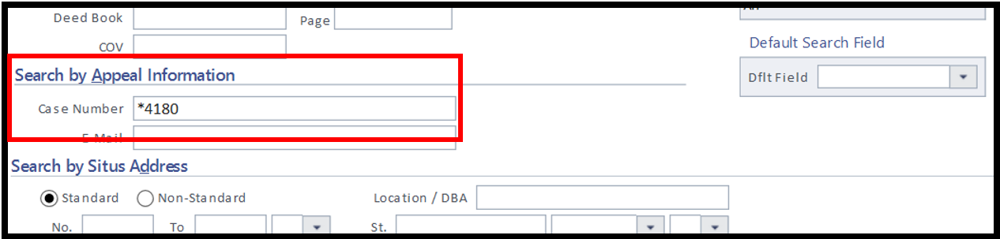 Deed Book
Page
COV
Default Search Field
Dflt Field
Search by Appeal Information
Case Number *4180
E-Mail
Search by Situs Address
Standard Non-Standard Location / DBA
No. To St.